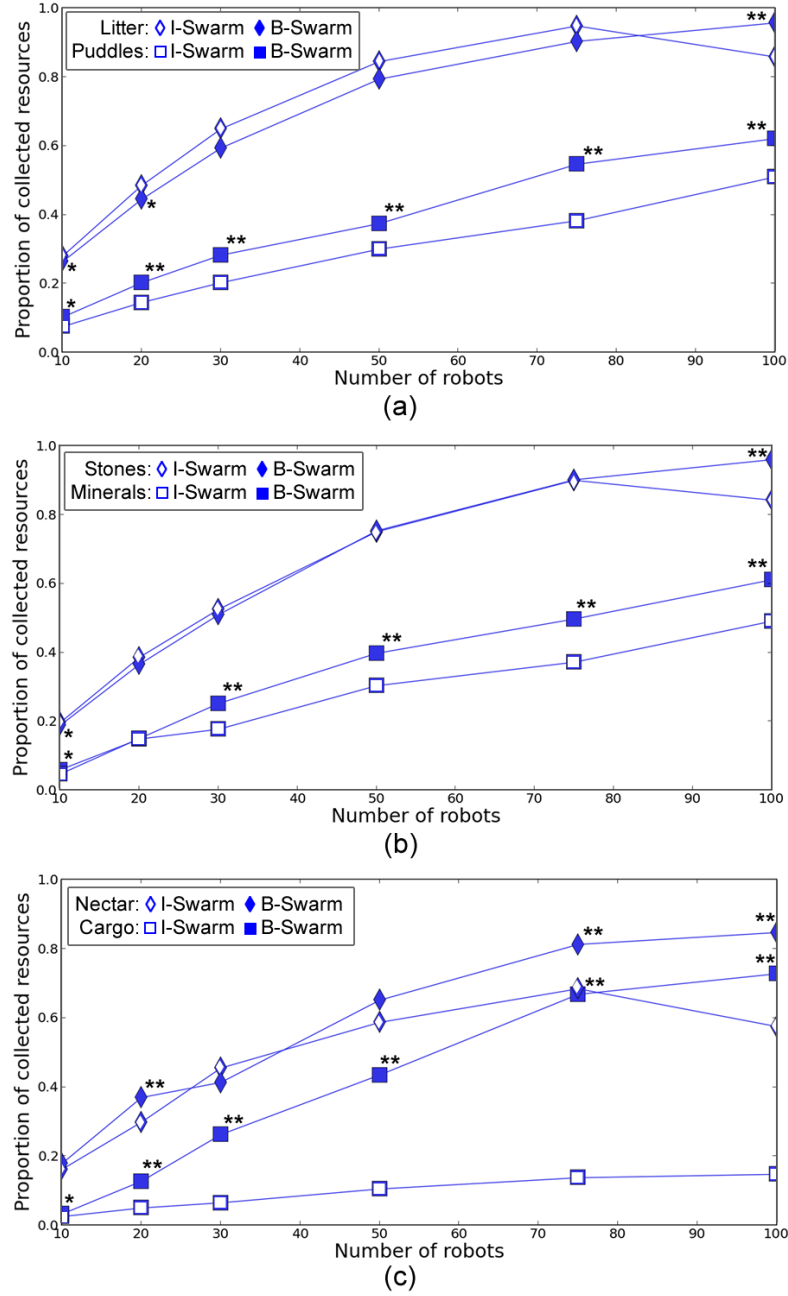 Litter: I-Swarm B-Swarm
Puddles: I-Swarm B-Swarm
Proportion of collected resources
1.0
0.8
0.6
0.4
0.2
0.0
** ** ** ** ** ** * * * *
10 20 30 40 50 60 70 80 90 100
Number of robots
(a)
Stones: I-Swarm B-Swarm
Minerals: I-Swarm B-Swarm
Proportion of collected resources
1.0
0.8
0.6
0.4
0.2
0.0
** ** ** ** ** * *
10 20 30 40 50 60 70 80 90 100
Number of robots
(b)
Nectar: I-Swarm B-Swarm
Cargo: I-Swarm B-Swarm
Proportion of collected resources
1.0
0.8
0.6
0.4
0.2
0.0
** ** ** ** ** ** ** ** *
10 20 30 40 50 60 70 80 90 100
Number of robots
(c)